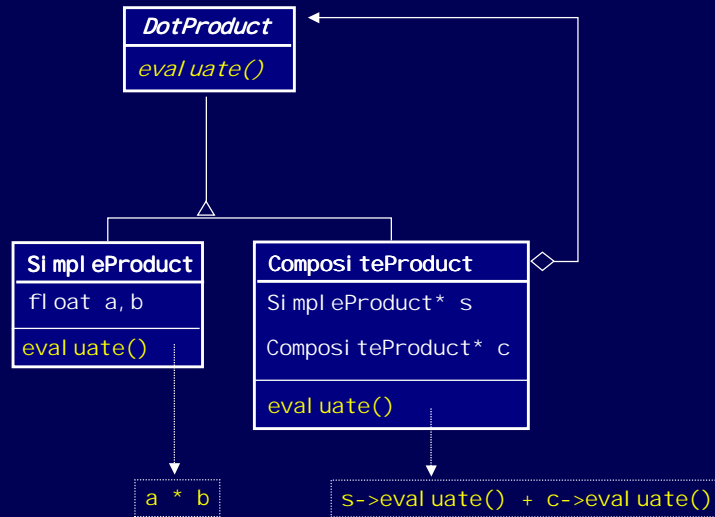 DotProduct
evaluate()
SimpleProduct
float a,b
evaluate()
CompositeProduct
SimpleProduct* s
CompositeProduct* c
evaluate()
a * b
s->evaluate() + c->evaluate()